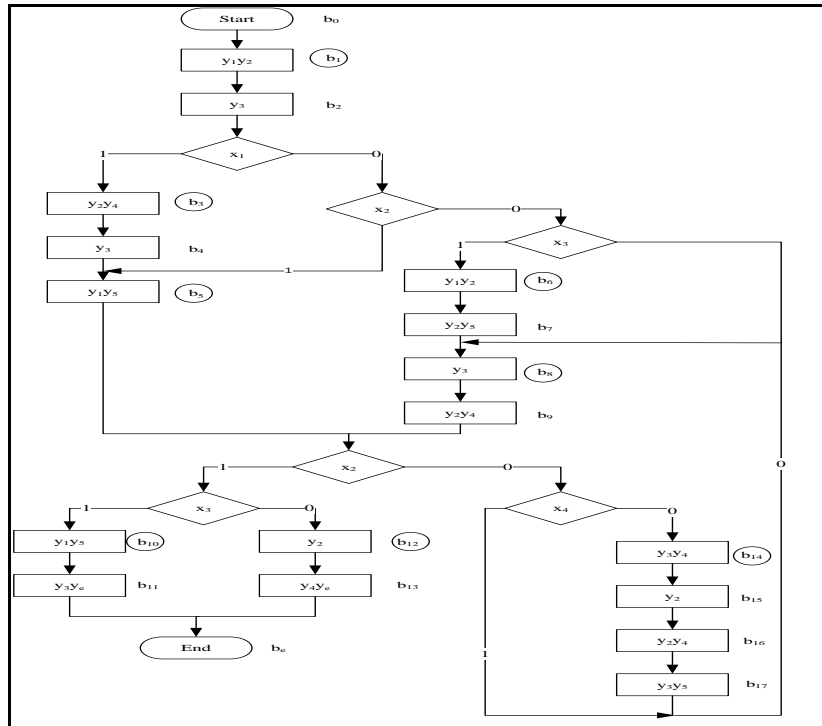 Start b₀
y₁y₂ b₁
y₃ b₂
1 x₁ 0
y₂y₄ b₃ x₂ 0
1 x₃
y₃ b₄
1
y₁y₅ b₅ y₁y₂ b₆
y₂y₅ b₇
y₃ b₈
y₂y₄ b₉
1 x₂ 0 0
1 x₃ 0 x₄ 0
y₁y₅ b₁₀ y₂ b₁₂ y₃y₄ b₁₄
y₃yₑ b₁₁ y₄yₑ b₁₃ y₂ b₁₅
End bₑ 1 y₂y₄ b₁₆
y₃y₅ b₁₇